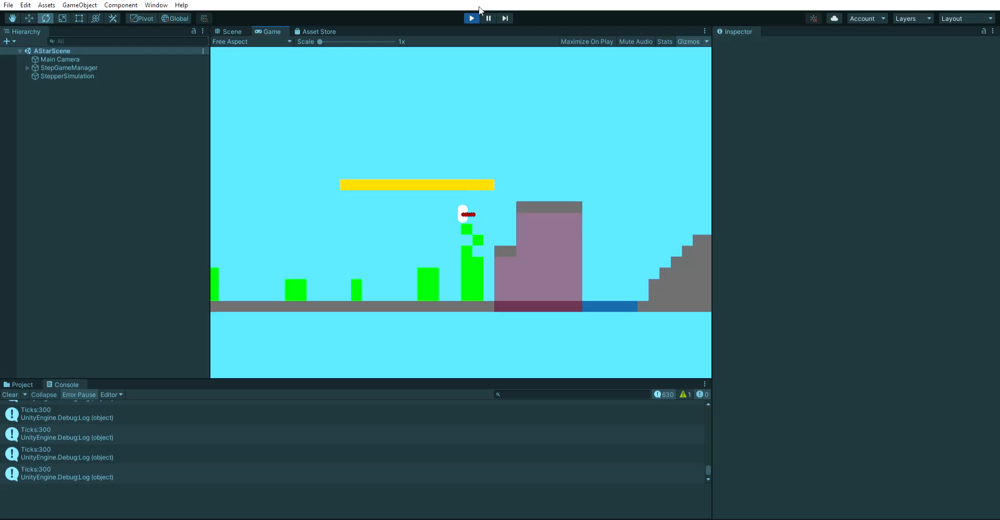 File Edit Assets GameObject Component Window Help
Pivot Global Account Layers Layout
Hierarchy Scene Game Asset Store Inspector
All Free Aspect Scale 1x Maximize On Play Mute Audio Stats Gizmos
AStarScene
Main Camera
StepGameManager
StepperSimulation
Project Console
Clear Collapse Error Pause Editor 630 1 0
Ticks:300
UnityEngine.Debug:Log (object)
Ticks:300
UnityEngine.Debug:Log (object)
Ticks:300
UnityEngine.Debug:Log (object)
Ticks:300
UnityEngine.Debug:Log (object)